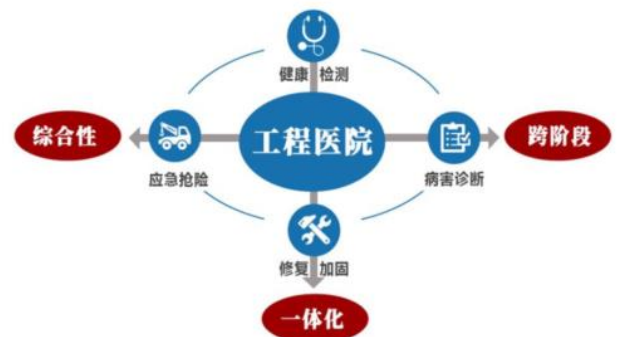 健康 检测
综合性
工程医院
跨阶段
应急抢险
病害诊断
修复 加固
一体化